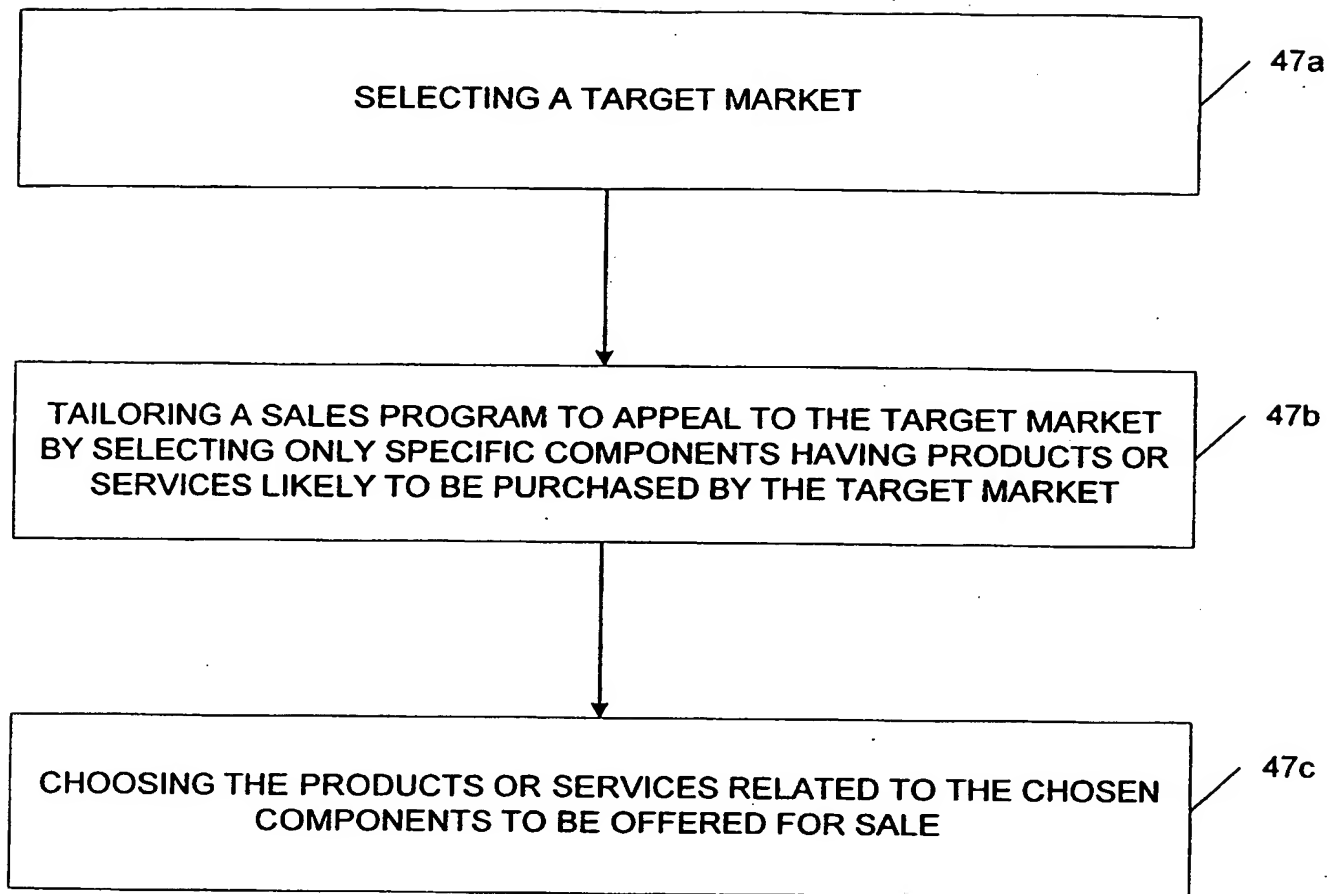 47a
SELECTING A TARGET MARKET
47b
TAILORING A SALES PROGRAM TO APPEAL TO THE TARGET MARKET
BY SELECTING ONLY SPECIFIC COMPONENTS HAVING PRODUCTS OR
SERVICES LIKELY TO BE PURCHASED BY THE TARGET MARKET
47c
CHOOSING THE PRODUCTS OR SERVICES RELATED TO THE CHOSEN
COMPONENTS TO BE OFFERED FOR SALE